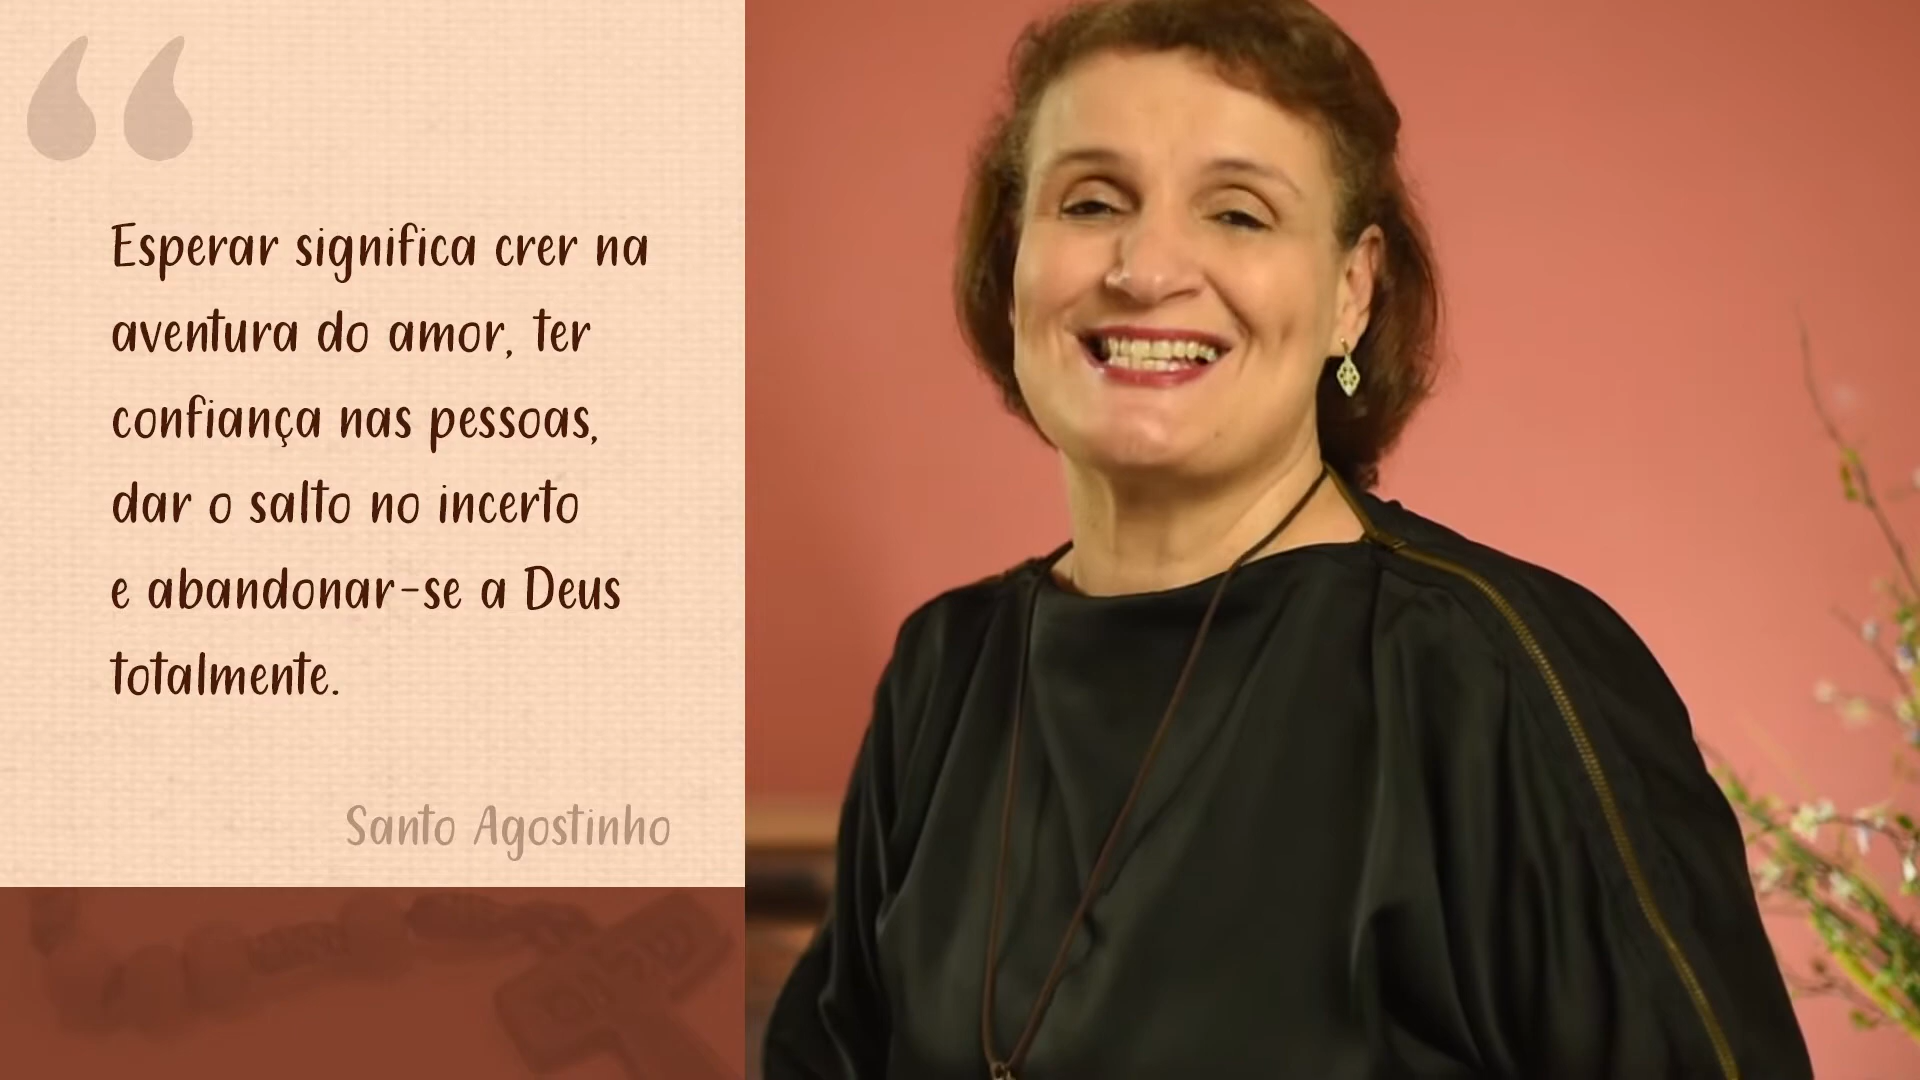 Esperar significa crer na
aventura do amor, ter
confiança nas pessoas,
dar o salto no incerto
e abandonar-se a Deus
totalmente.
Santo Agostinho